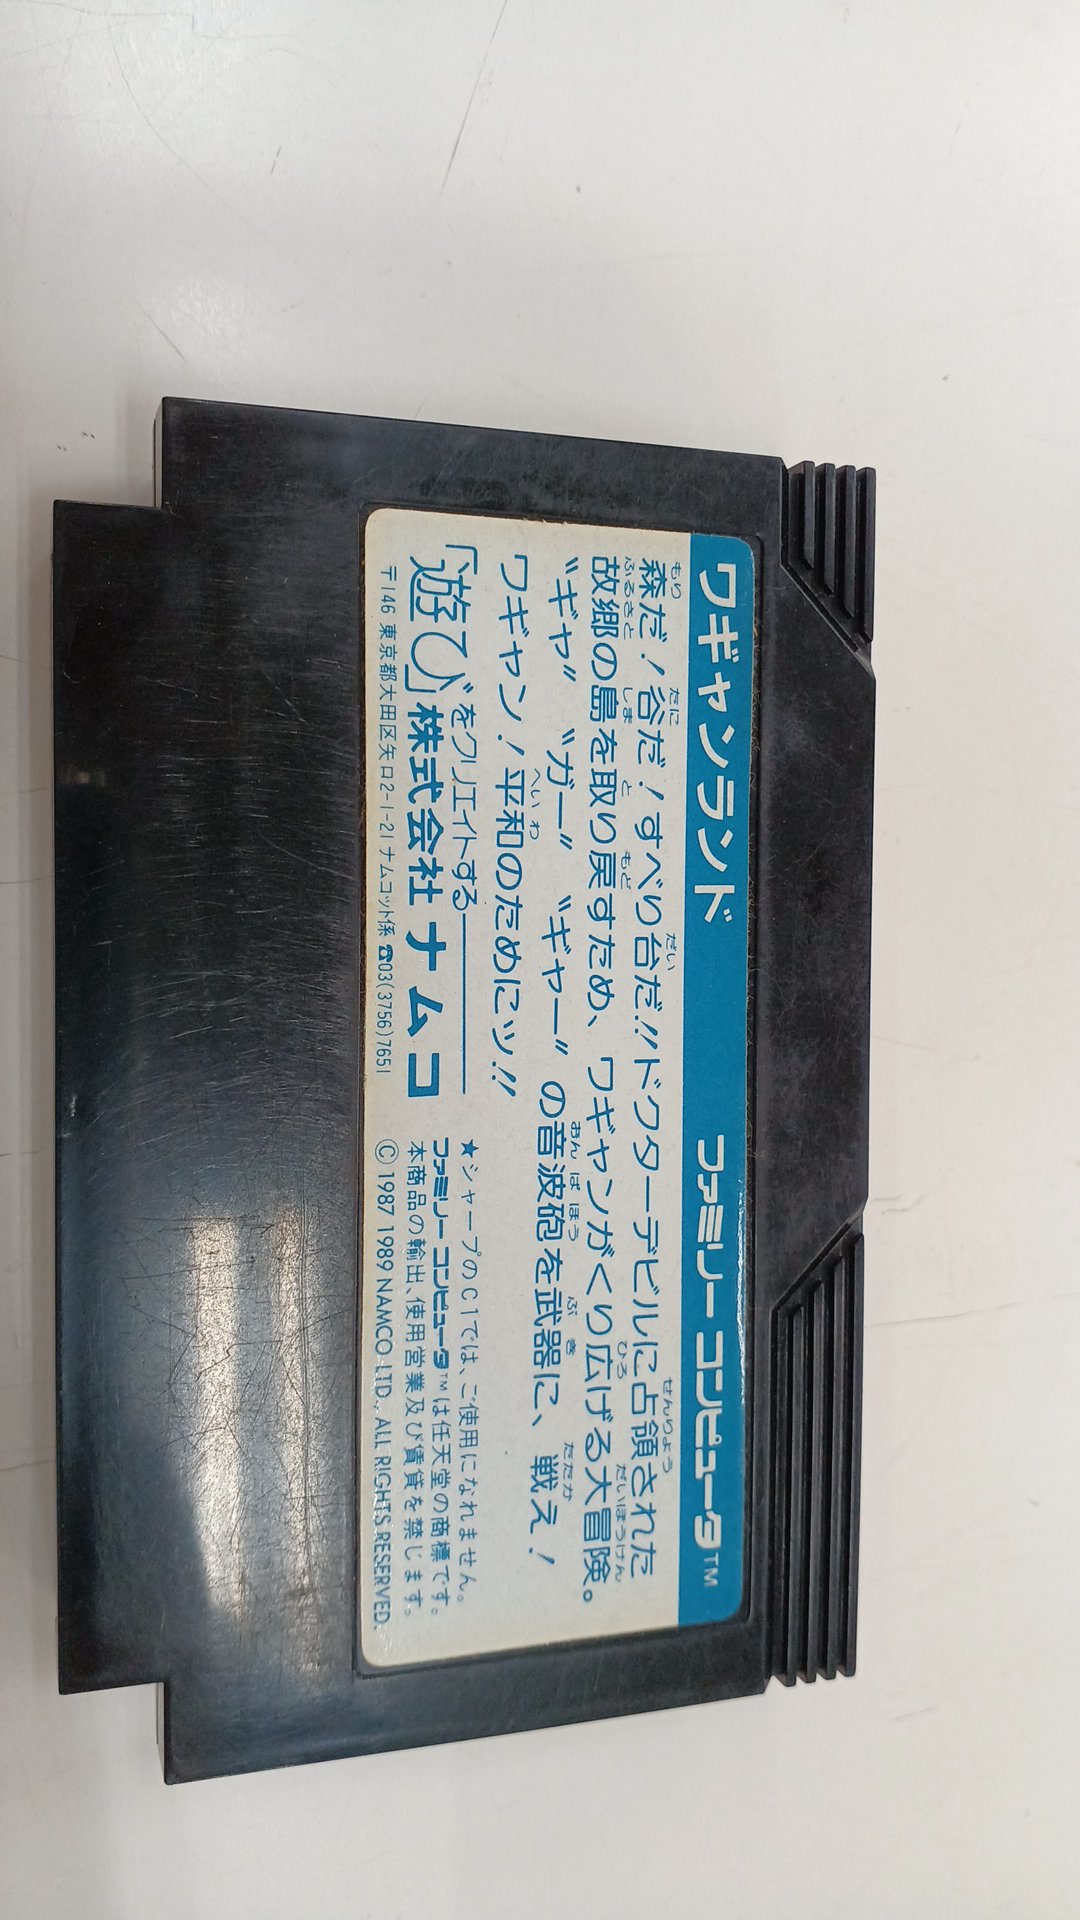 ワギャンランド ファミリー コンピュータ™
森だ！谷だ！すべり台だ!!ドクターデビルに占領された
故郷の島を取り戻すため、ワギャンがくり広げる大冒険。
"ギャ" "ガー" "ギャー" の音波砲を武器に、戦え！
ワギャン！平和のためにッ!!
「遊び」をクリエイトする
株式会社ナムコ
〒146 東京都大田区矢口2-1-21 ナムコット係 ☎03(3756)7651
★シャープのC1では、ご使用になれません。
ファミリー コンピュータ™は任天堂の商標です。
本商品の輸出、使用営業及び賃貸を禁じます。
© 1987 1989 NAMCO LTD., ALL RIGHTS RESERVED.